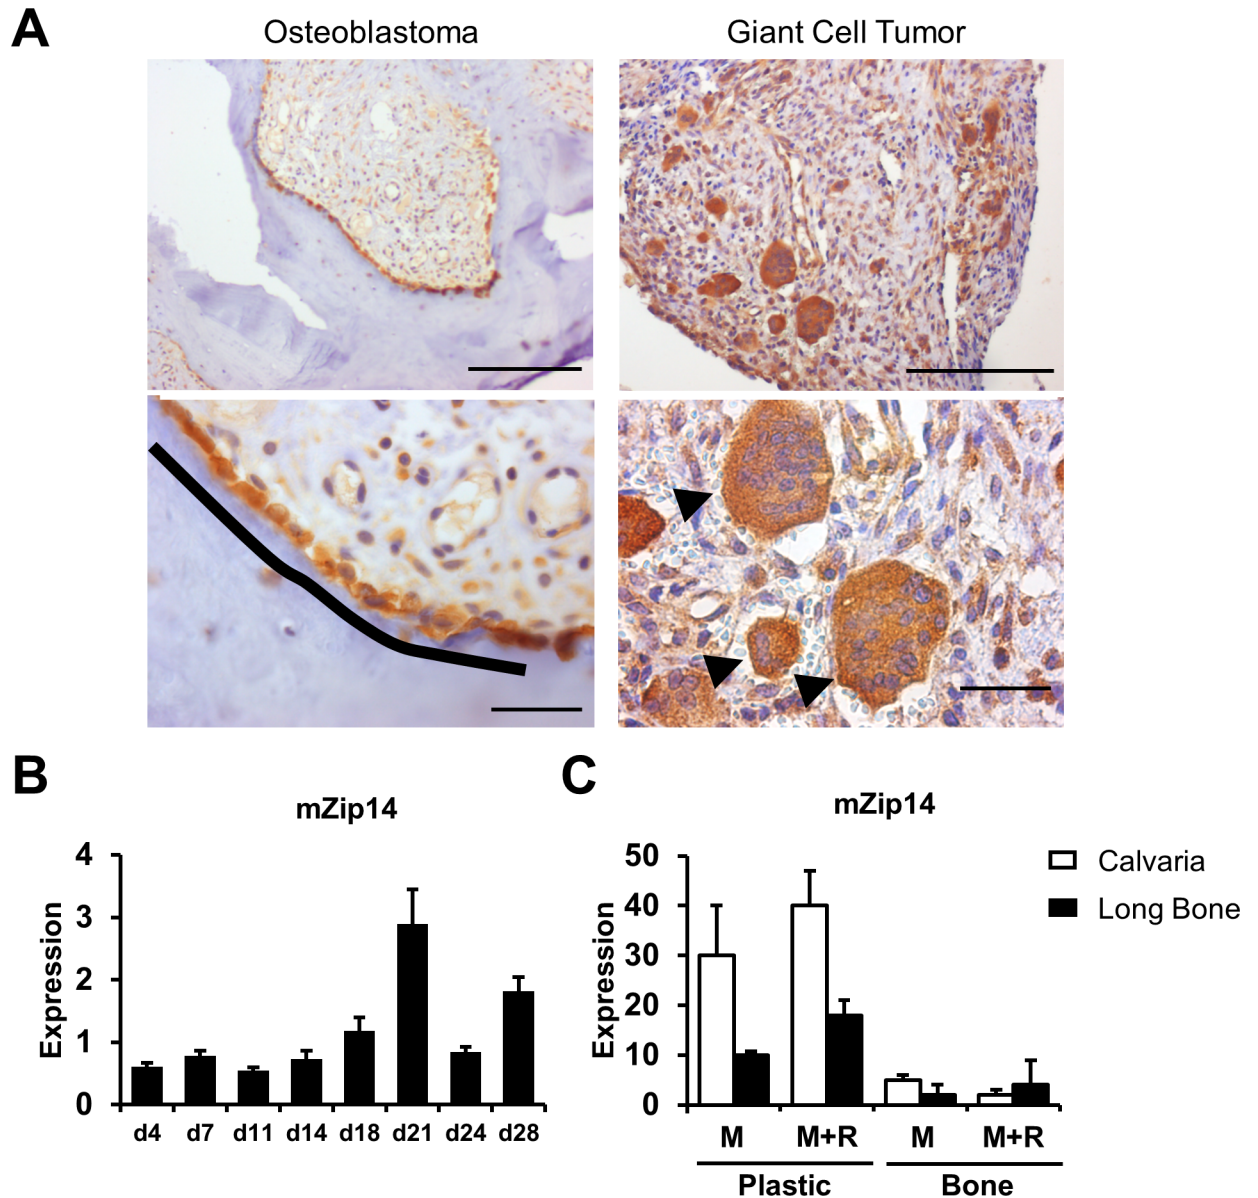 A
Osteoblastoma
Giant Cell Tumor
B
mZip14
Expression
4
3
2
1
0
d4 d7 d11 d14 d18 d21 d24 d28
C
mZip14
Expression
50
40
30
20
10
0
M M+R M M+R
Plastic Bone
Calvaria
Long Bone